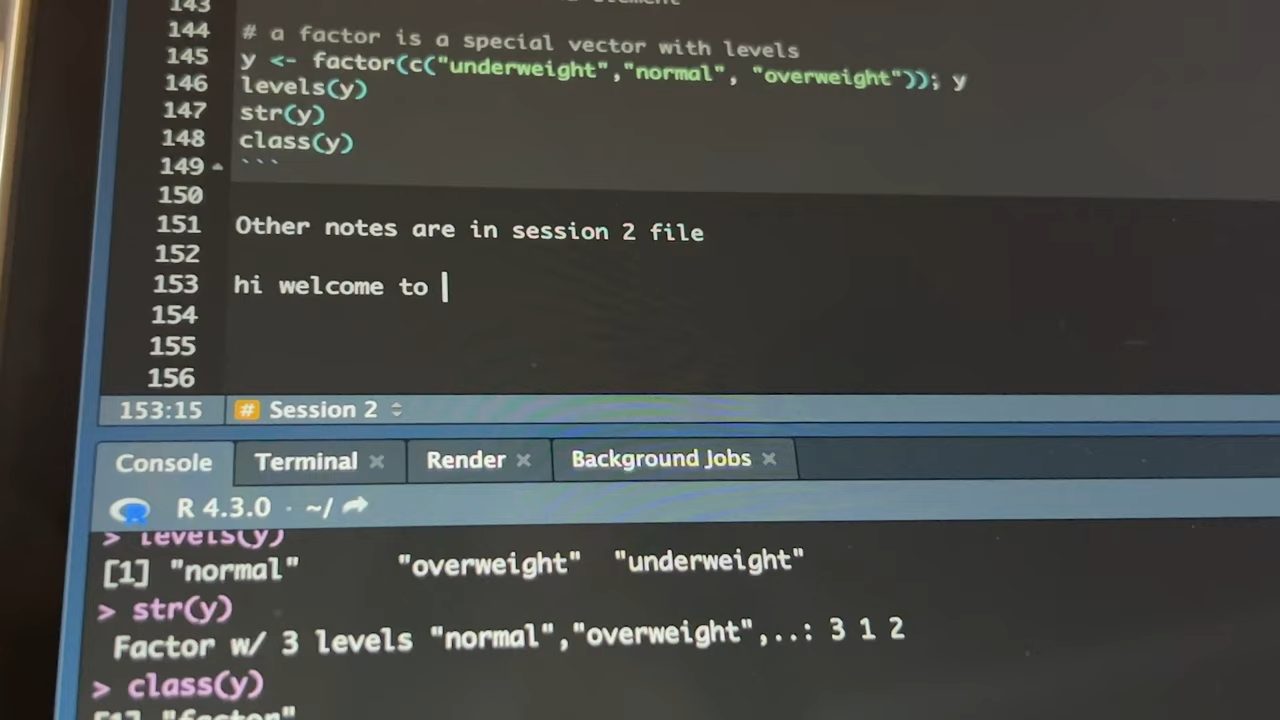 143
144 # a factor is a special vector with levels
145 y <- factor(c("underweight","normal", "overweight")); y
146 levels(y)
147 str(y)
148 class(y)
149 ```
150
151 Other notes are in session 2 file
152
153 hi welcome to
154
155
156
153:15 # Session 2
Console Terminal Render Background Jobs
R 4.3.0 · ~/
> levels(y)
[1] "normal" "overweight" "underweight"
> str(y)
Factor w/ 3 levels "normal","overweight",..: 3 1 2
> class(y)
[1] "factor"